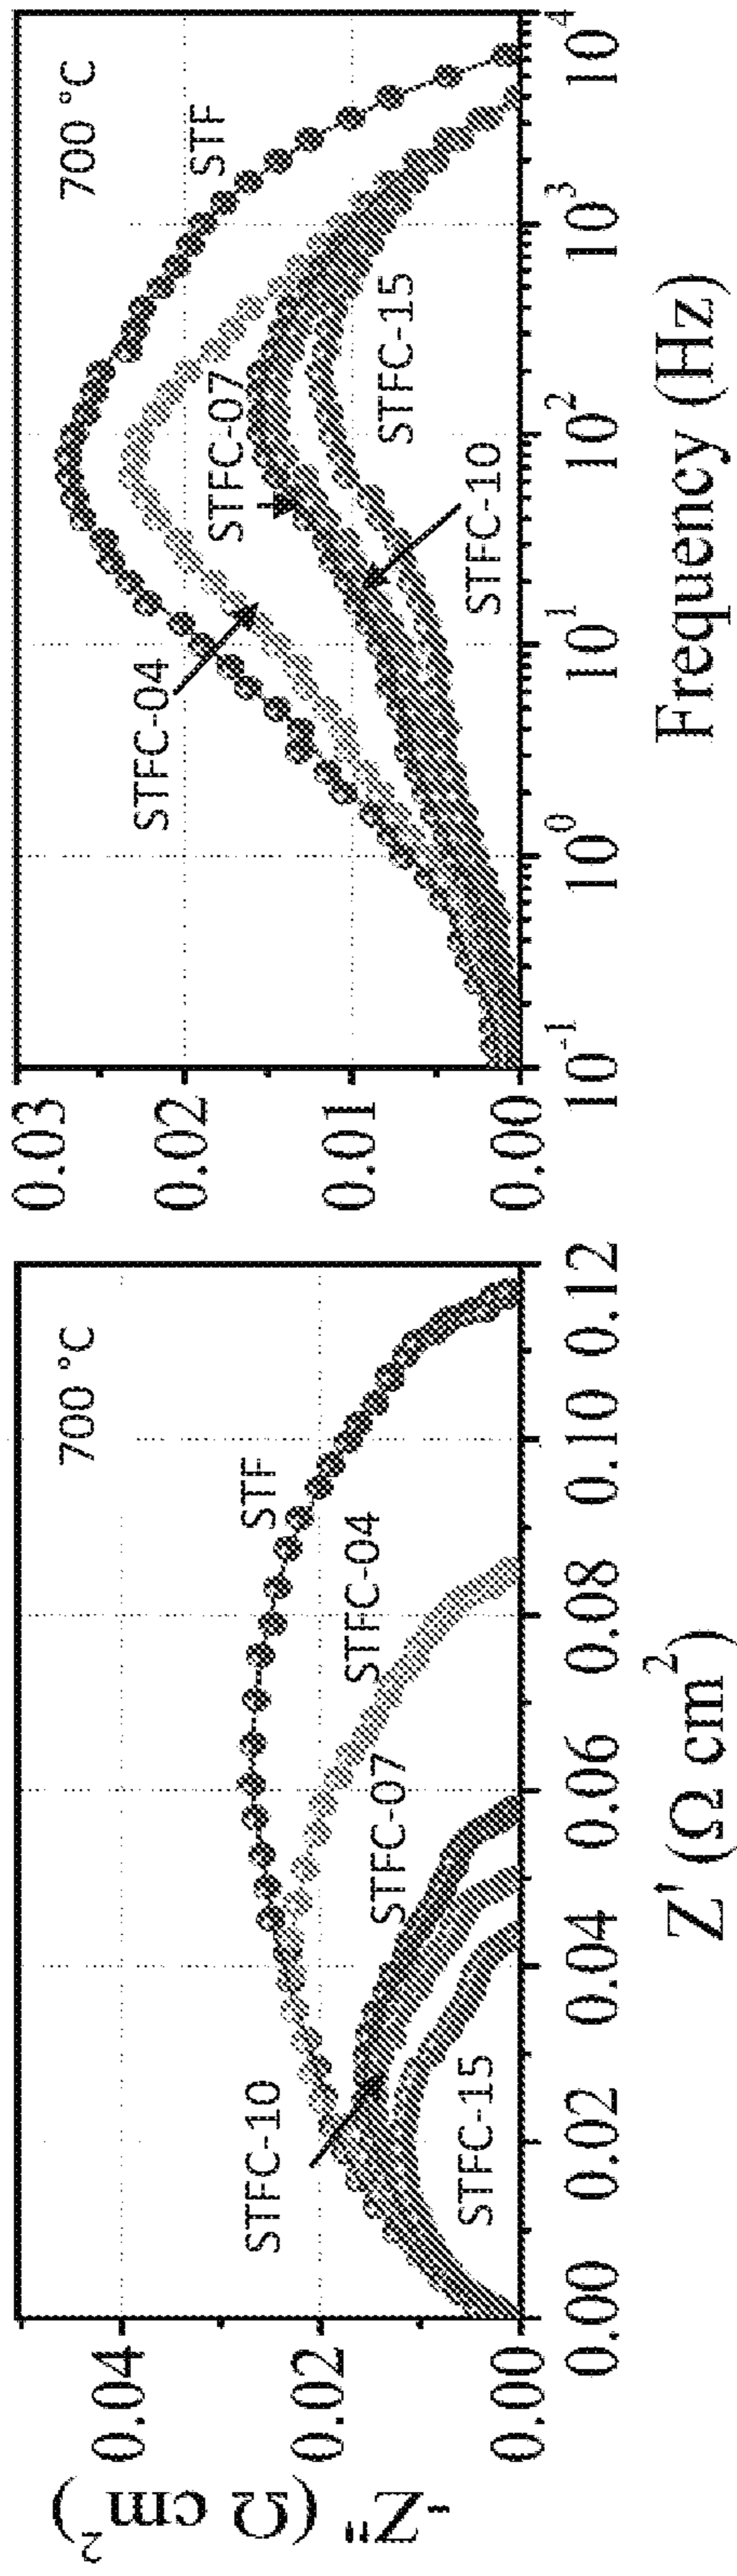 -Z" (Ω cm²)
0.04
0.02
0.00
700 °C
STF
STFC-04
STFC-07
STFC-10
STFC-15
0.00 0.02 0.04 0.06 0.08 0.10 0.12
Z' (Ω cm²)
0.03
0.02
0.01
0.00
700 °C
STF
STFC-04
STFC-07
STFC-15
STFC-10
10⁻¹ 10⁰ 10¹ 10² 10³ 10⁴
Frequency (Hz)